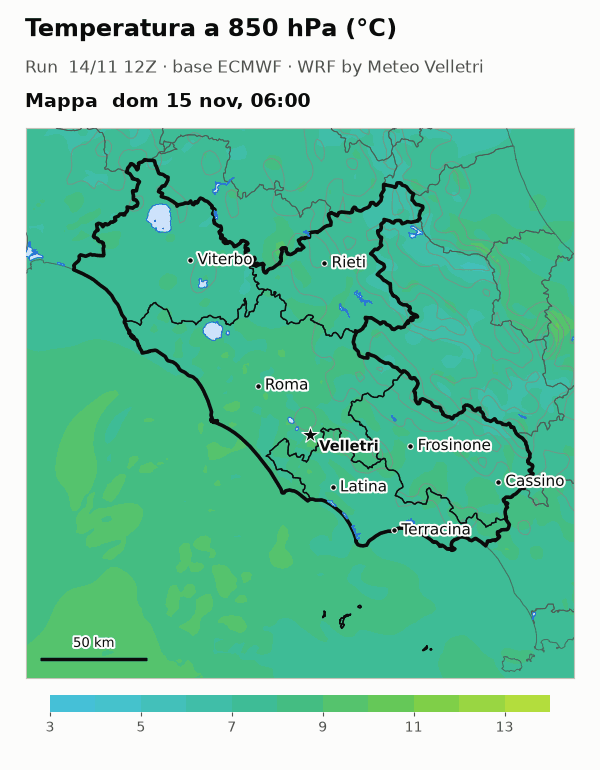 Temperatura a 850 hPa (°C)
Run  14/11 12Z · base ECMWF · WRF by Meteo Velletri
Mappa  dom 15 nov, 06:00
Viterbo
Rieti
Roma
Velletri
Frosinone
Latina
Cassino
Terracina
50 km
3 5 7 9 11 13